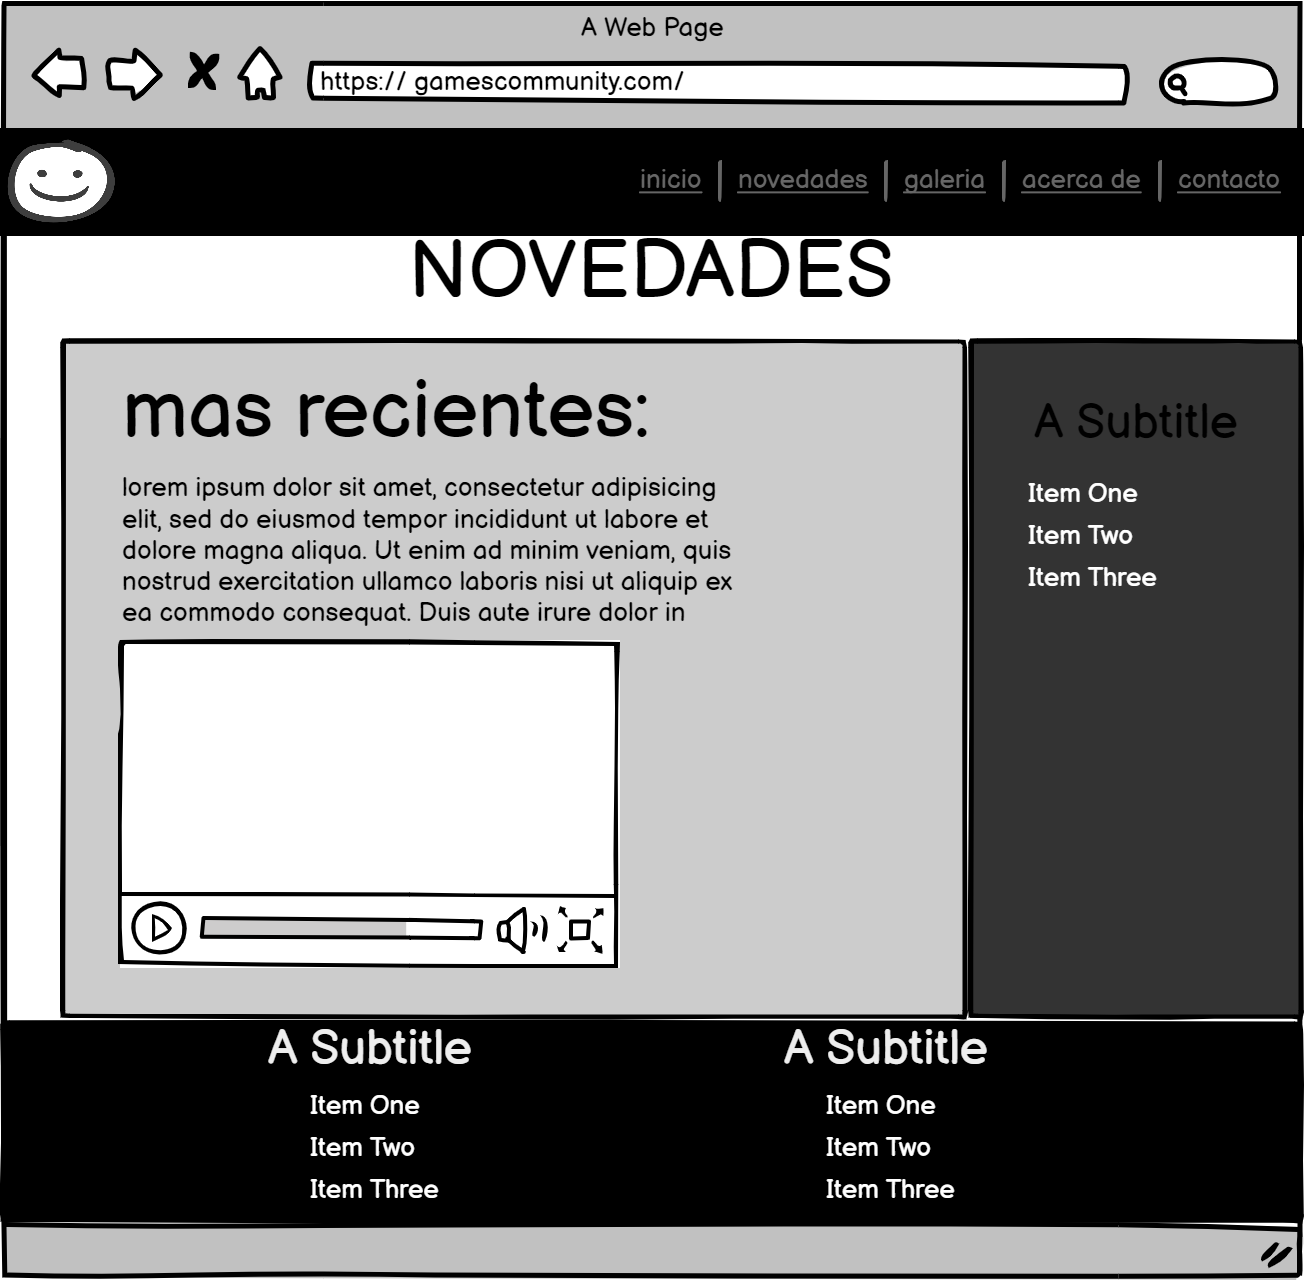 A Web Page
https:// gamescommunity.com/
inicio | novedades | galeria | acerca de | contacto
NOVEDADES
mas recientes:
lorem ipsum dolor sit amet, consectetur adipisicing
elit, sed do eiusmod tempor incididunt ut labore et
dolore magna aliqua. Ut enim ad minim veniam, quis
nostrud exercitation ullamco laboris nisi ut aliquip ex
ea commodo consequat. Duis aute irure dolor in
A Subtitle
Item One
Item Two
Item Three
A Subtitle
Item One
Item Two
Item Three
A Subtitle
Item One
Item Two
Item Three